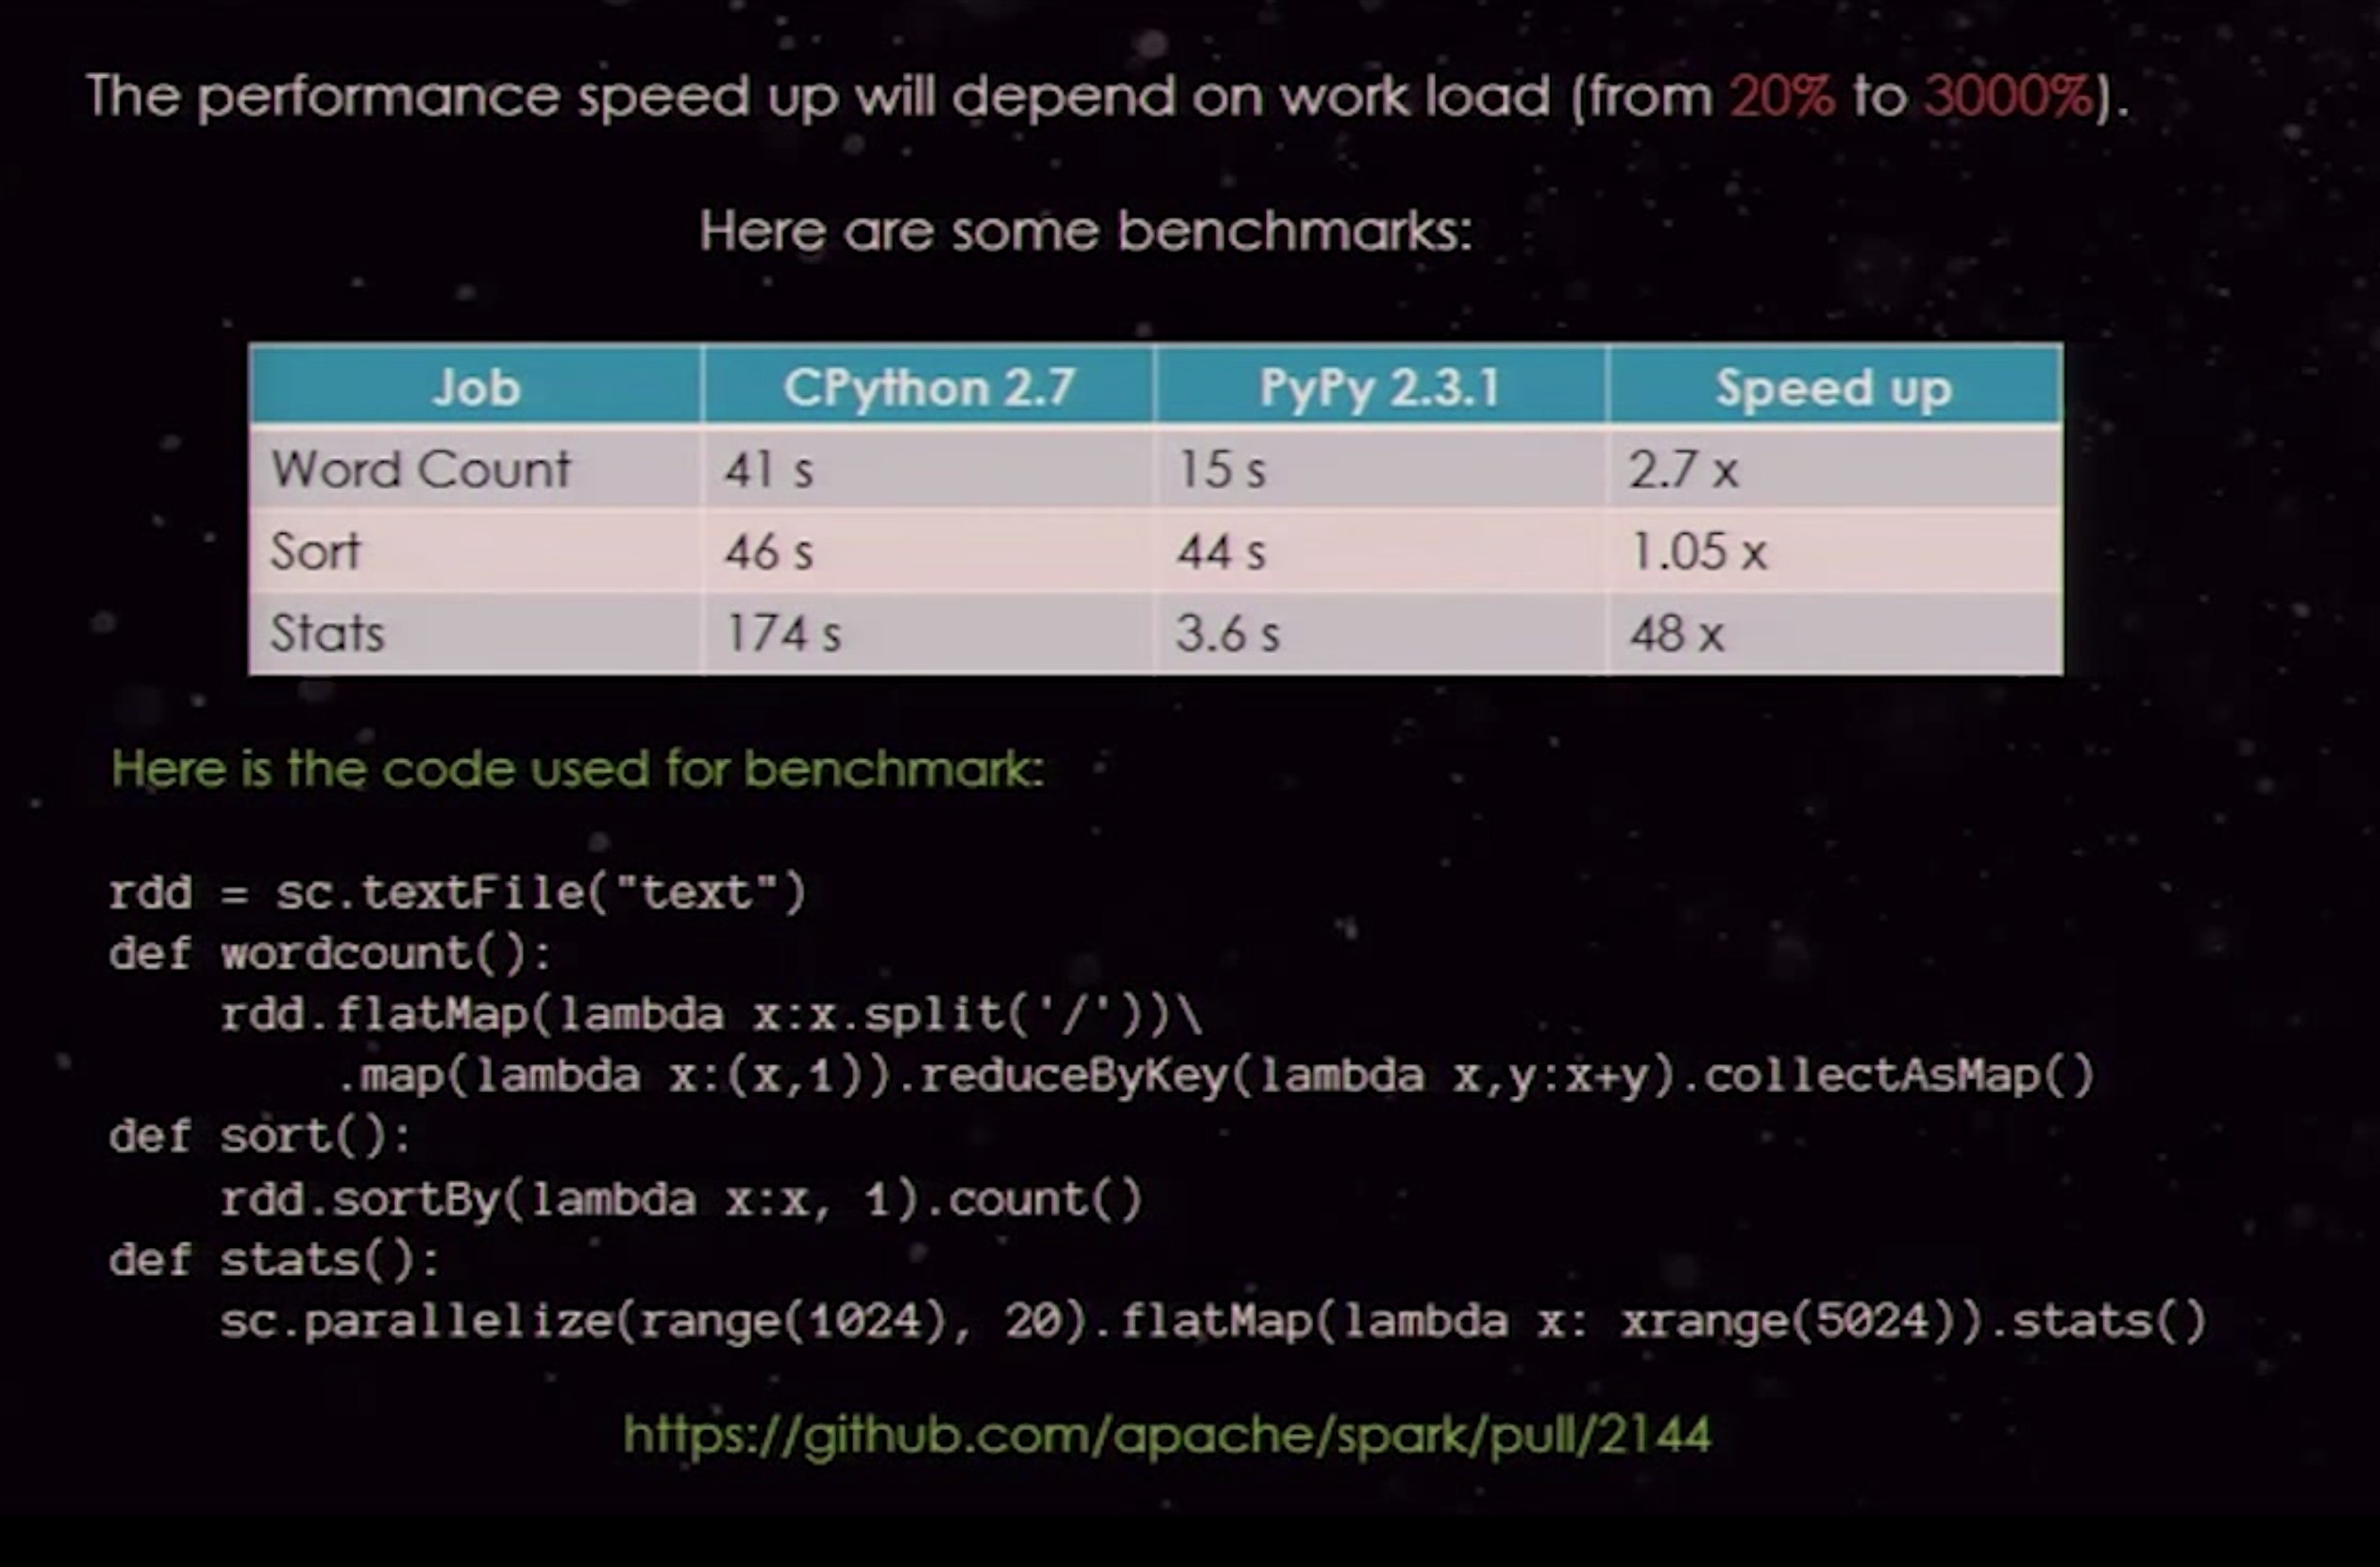 The performance speed up will depend on work load (from 20% to 3000%).
Here are some benchmarks:
Job CPython 2.7 PyPy 2.3.1 Speed up
Word Count 41 s 15 s 2.7 x
Sort 46 s 44 s 1.05 x
Stats 174 s 3.6 s 48 x
Here is the code used for benchmark:
rdd = sc.textFile("text")
def wordcount():
    rdd.flatMap(lambda x:x.split('/'))\
        .map(lambda x:(x,1)).reduceByKey(lambda x,y:x+y).collectAsMap()
def sort():
    rdd.sortBy(lambda x:x, 1).count()
def stats():
    sc.parallelize(range(1024), 20).flatMap(lambda x: xrange(5024)).stats()
https://github.com/apache/spark/pull/2144